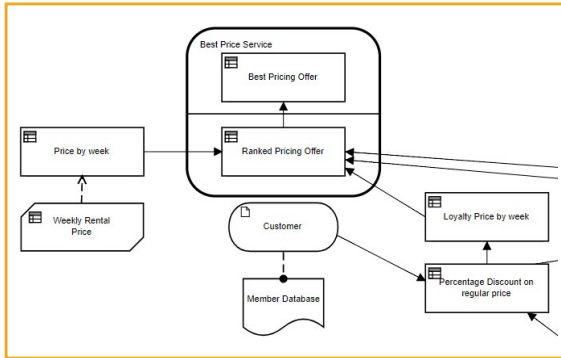 Best Price Service
Best Pricing Offer
Price by week
Ranked Pricing Offer
Weekly Rental
Price
Customer
Loyalty Price by week
Member Database
Percentage Discount on
regular price